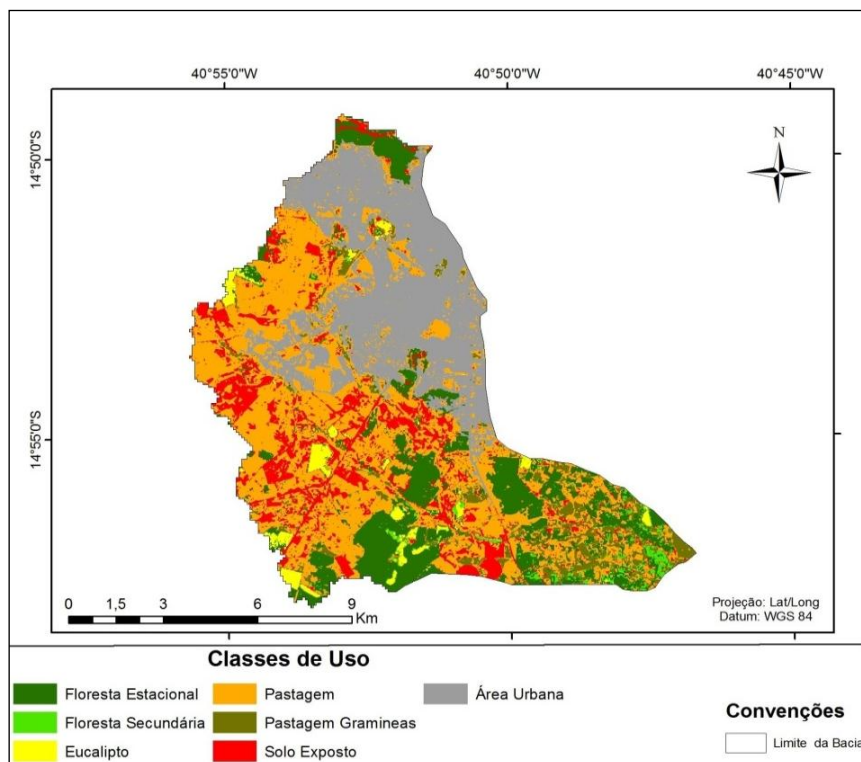 40°55'0"W 40°50'0"W 40°45'0"W
14°50'0"S
N
14°55'0"S
0 1,5 3 6 9
Km
Projeção: Lat/Long
Datum: WGS 84
Classes de Uso
Floresta Estacional Pastagem Área Urbana
Floresta Secundária Pastagem Gramineas
Eucalipto Solo Exposto
Convenções
Limite da Bacia